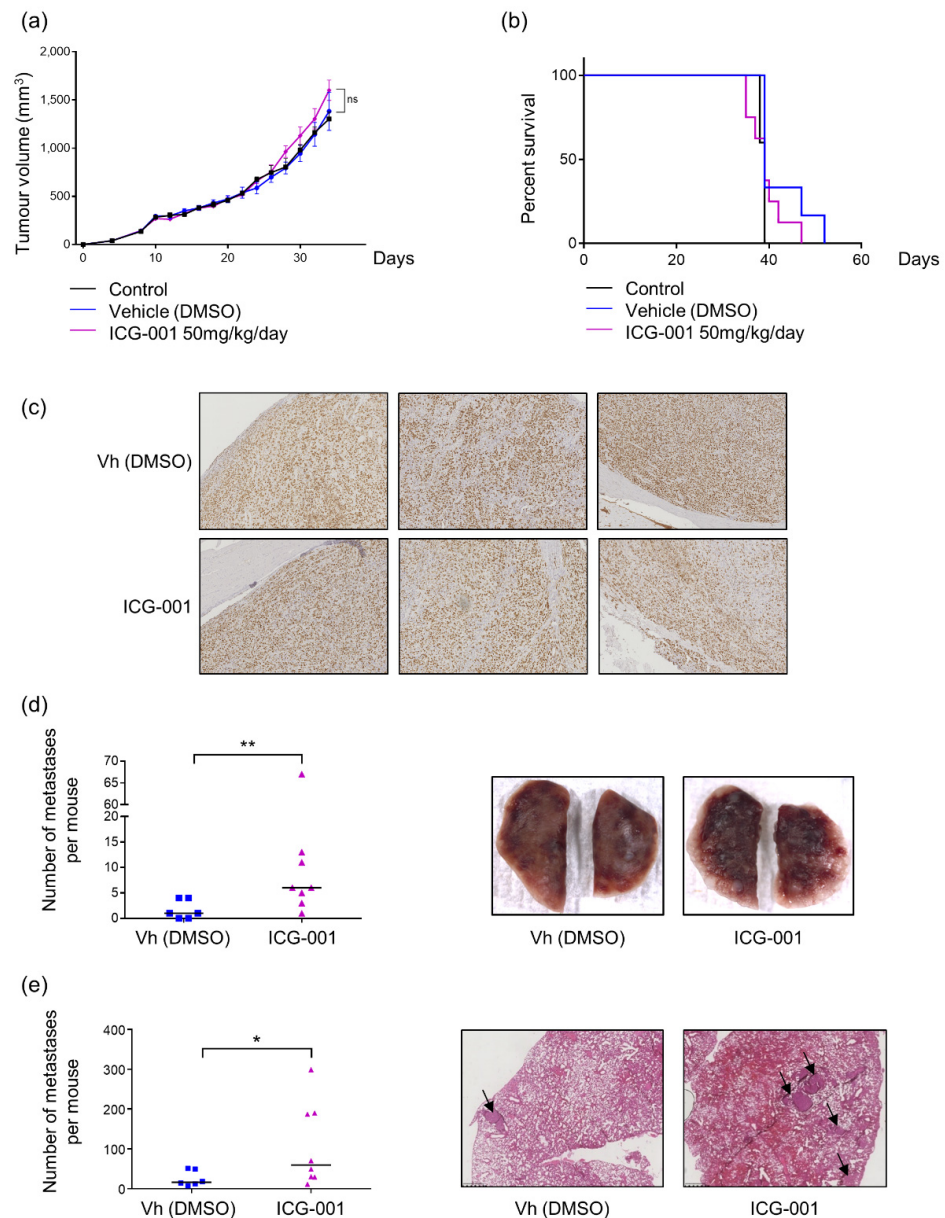 (a)
Tumour volume (mm³)
2,000
1,500
1,000
500
0
0 10 20 30
Days
ns
Control
Vehicle (DMSO)
ICG-001 50mg/kg/day
(b)
Percent survival
100
50
0
0 20 40 60
Days
Control
Vehicle (DMSO)
ICG-001 50mg/kg/day
(c)
Vh (DMSO)
ICG-001
(d)
Number of metastases
per mouse
70
65
60
20
15
10
5
0
**
Vh (DMSO) ICG-001
Vh (DMSO) ICG-001
(e)
Number of metastases
per mouse
400
300
200
100
0
*
Vh (DMSO) ICG-001
Vh (DMSO) ICG-001